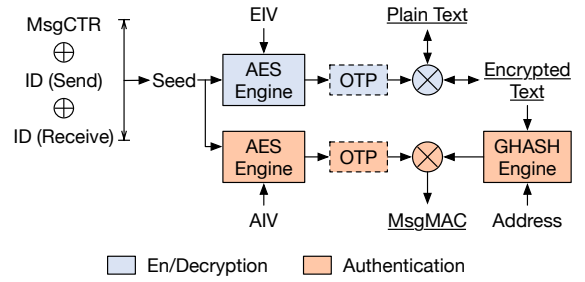 MsgCTR
ID (Send)
ID (Receive)
Seed
EIV
AES
Engine
OTP
Plain Text
Encrypted
Text
AES
Engine
OTP
GHASH
Engine
AIV
MsgMAC
Address
En/Decryption
Authentication